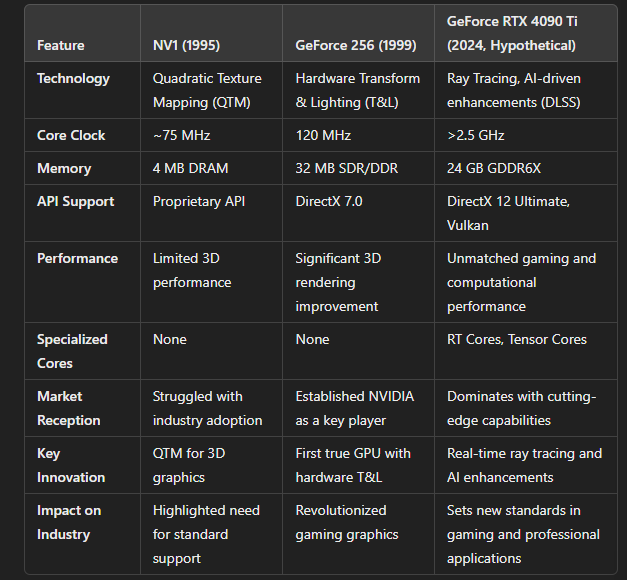 Feature
NV1 (1995)
GeForce 256 (1999)
GeForce RTX 4090 Ti
(2024, Hypothetical)
Technology
Quadratic Texture
Mapping (QTM)
Hardware Transform
& Lighting (T&L)
Ray Tracing, AI-driven
enhancements (DLSS)
Core Clock
~75 MHz
120 MHz
>2.5 GHz
Memory
4 MB DRAM
32 MB SDR/DDR
24 GB GDDR6X
API Support
Proprietary API
DirectX 7.0
DirectX 12 Ultimate,
Vulkan
Performance
Limited 3D
performance
Significant 3D
rendering
improvement
Unmatched gaming and
computational
performance
Specialized
Cores
None
None
RT Cores, Tensor Cores
Market
Reception
Struggled with
industry adoption
Established NVIDIA
as a key player
Dominates with cutting-
edge capabilities
Key
Innovation
QTM for 3D
graphics
First true GPU with
hardware T&L
Real-time ray tracing and
AI enhancements
Impact on
Industry
Highlighted need
for standard
support
Revolutionized
gaming graphics
Sets new standards in
gaming and professional
applications